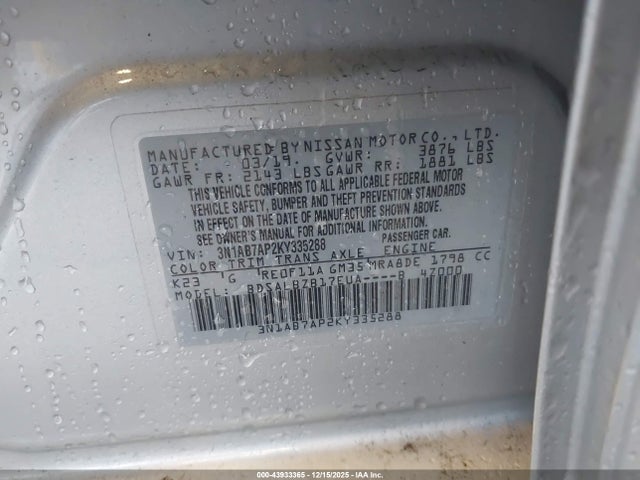 MANUFACTURED BY NISSAN MOTOR CO., LTD.
DATE: 03/19 GVWR: 3876 LBS
GAWR FR: 2143 LBS GAWR RR: 1881 LBS
THIS VEHICLE CONFORMS TO ALL APPLICABLE FEDERAL MOTOR
VEHICLE SAFETY, BUMPER AND THEFT PREVENTION STANDARDS
IN EFFECT ON THE DATE OF MANUFACTURE SHOWN ABOVE.
SEE OWNER'S MANUAL FOR ADDITIONAL INFORMATION.
VIN: 3N1AB7AP2KY335288 PASSENGER CAR.
COLOR TRIM TRANS AXLE ENGINE
K23 G RE0F11A GM35 MRA8DE 1798 CC
MODEL: BDSALBZB17EUA----B 47000
3N1AB7AP2KY335288
000-43933365 - 12/15/2025 - IAA